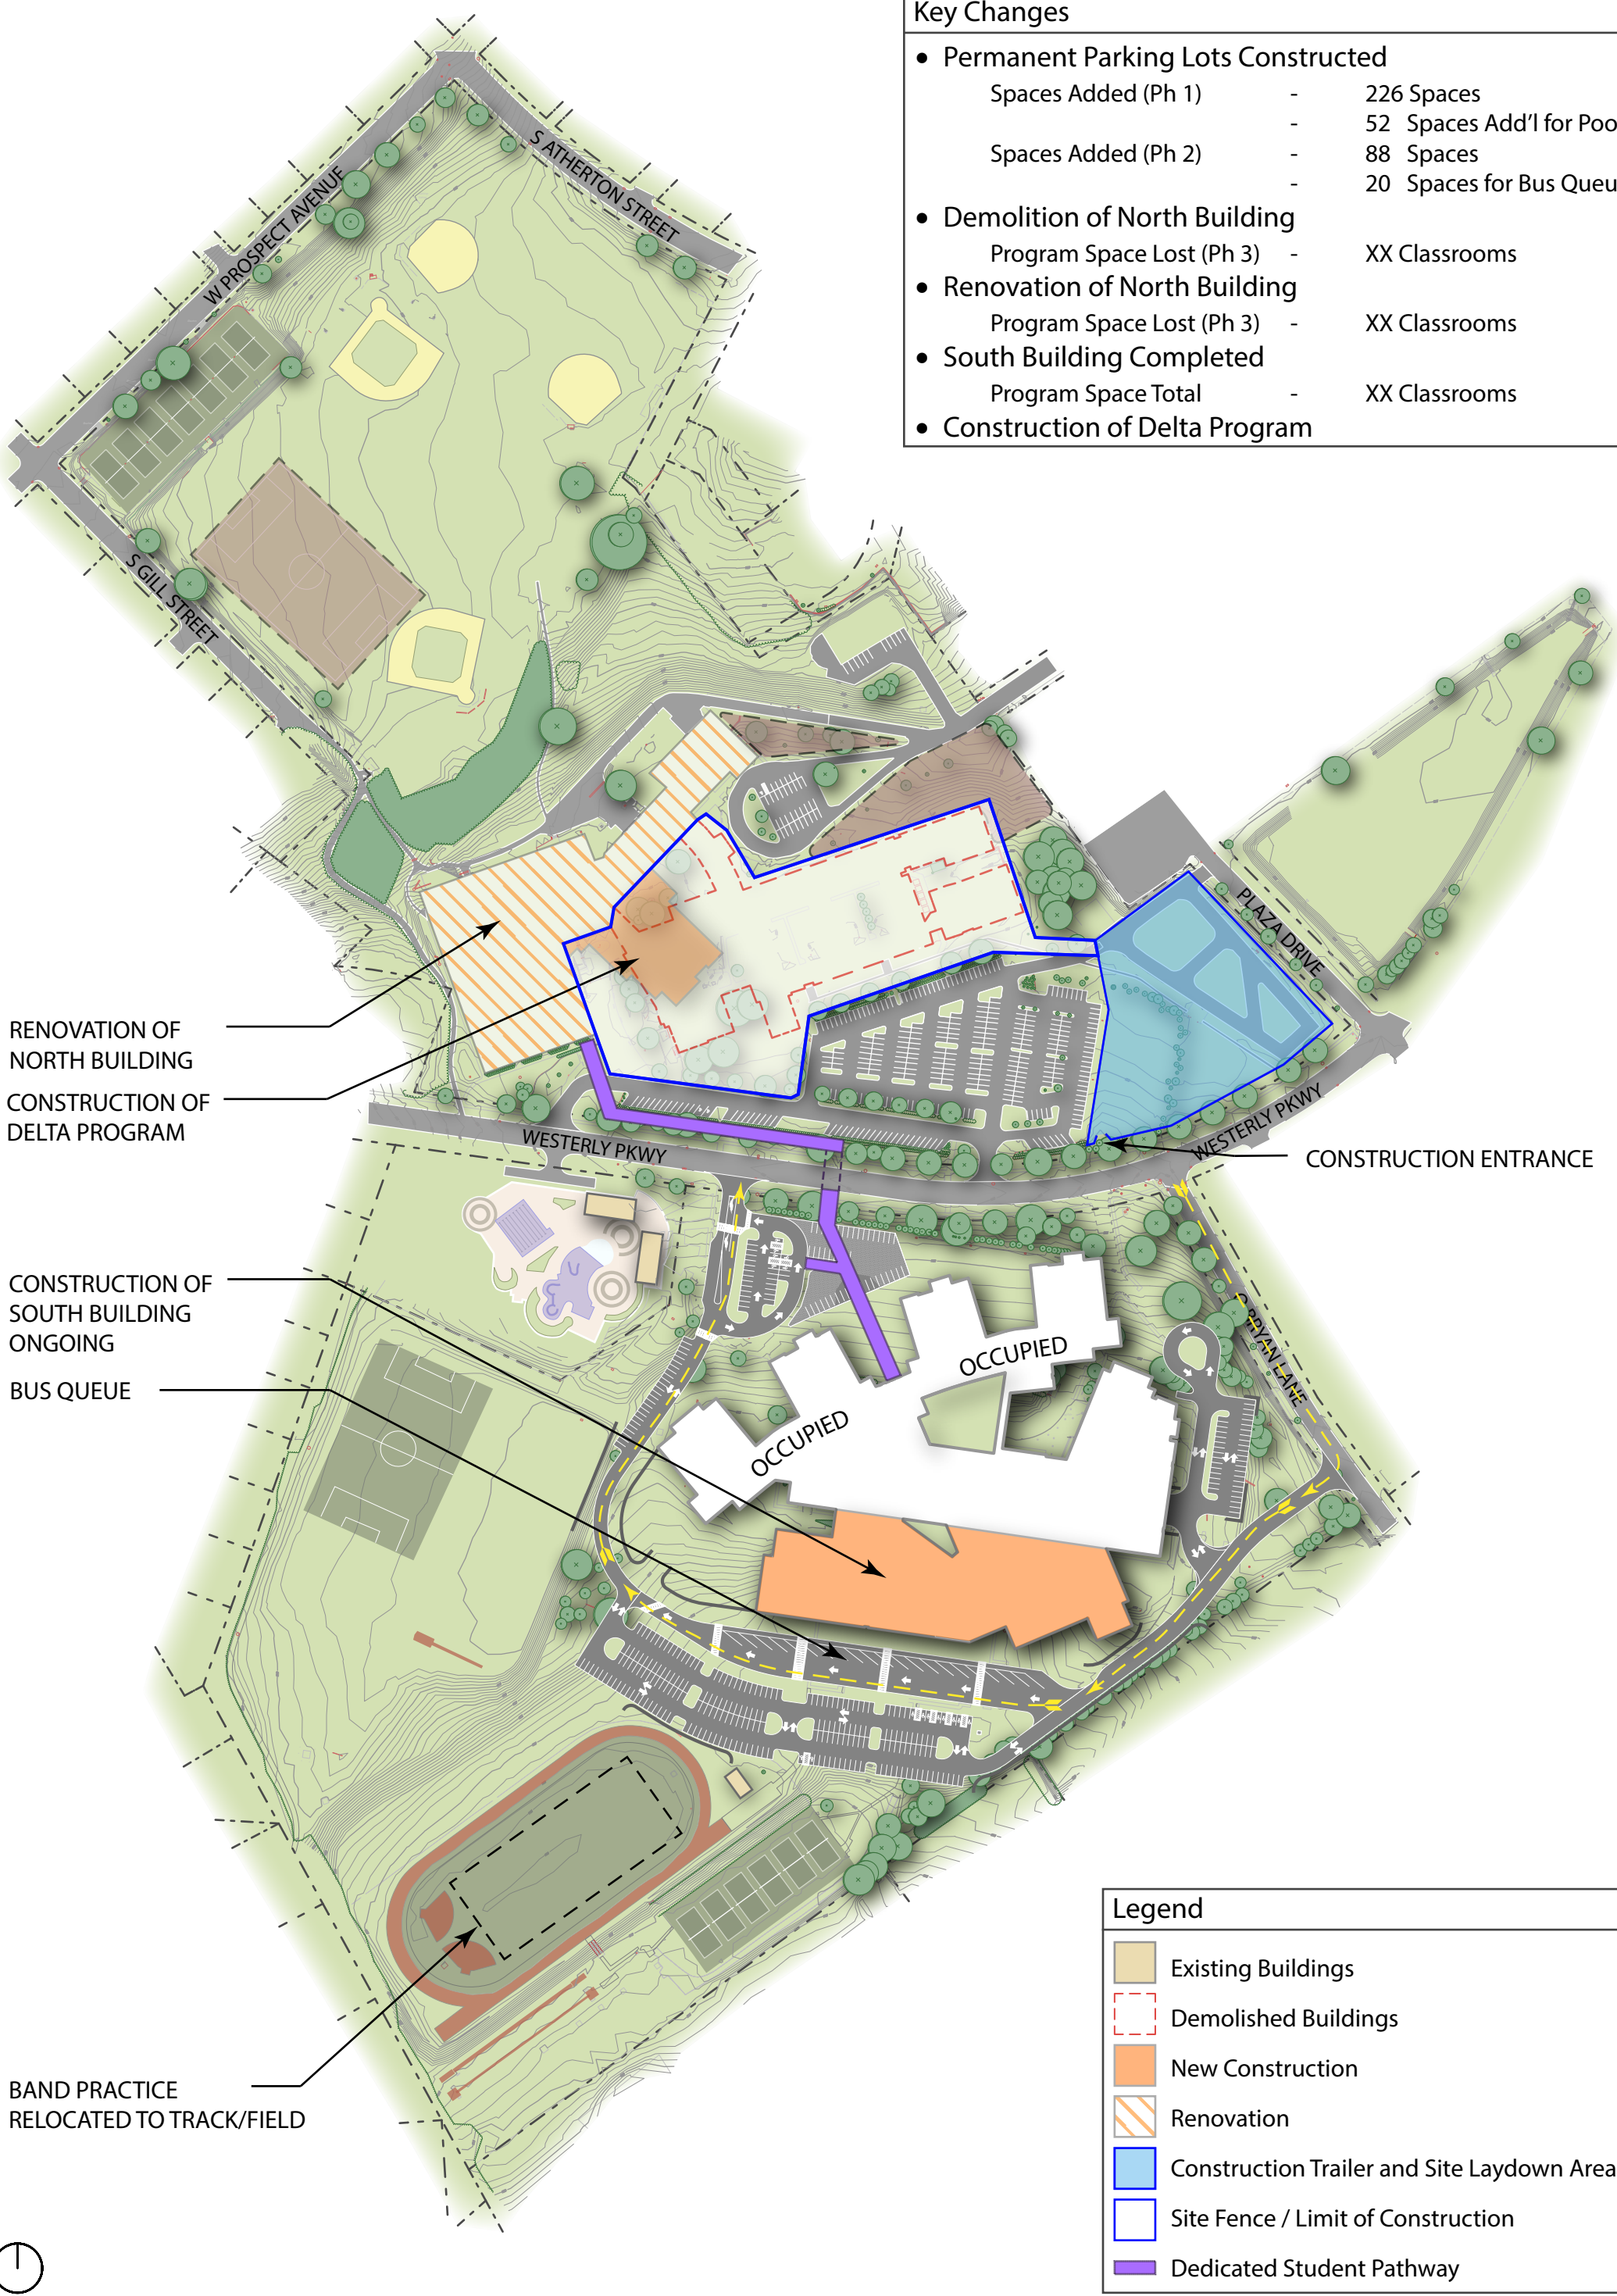 Key Changes
• Permanent Parking Lots Constructed
Spaces Added (Ph 1) - 226 Spaces
- 52 Spaces Add'l for Poo
Spaces Added (Ph 2) - 88 Spaces
- 20 Spaces for Bus Queu
• Demolition of North Building
Program Space Lost (Ph 3) - XX Classrooms
• Renovation of North Building
Program Space Lost (Ph 3) - XX Classrooms
• South Building Completed
Program Space Total - XX Classrooms
• Construction of Delta Program
S ATHERTON STREET
W PROSPECT AVENUE
S GILL STREET
PLAZA DRIVE
RENOVATION OF
NORTH BUILDING
CONSTRUCTION OF
DELTA PROGRAM
WESTERLY PKWY
WESTERLY PKWY
CONSTRUCTION ENTRANCE
CONSTRUCTION OF
SOUTH BUILDING
ONGOING
BUS QUEUE
OCCUPIED
OCCUPIED
BRYAN LANE
BAND PRACTICE
RELOCATED TO TRACK/FIELD
Legend
Existing Buildings
Demolished Buildings
New Construction
Renovation
Construction Trailer and Site Laydown Area
Site Fence / Limit of Construction
Dedicated Student Pathway